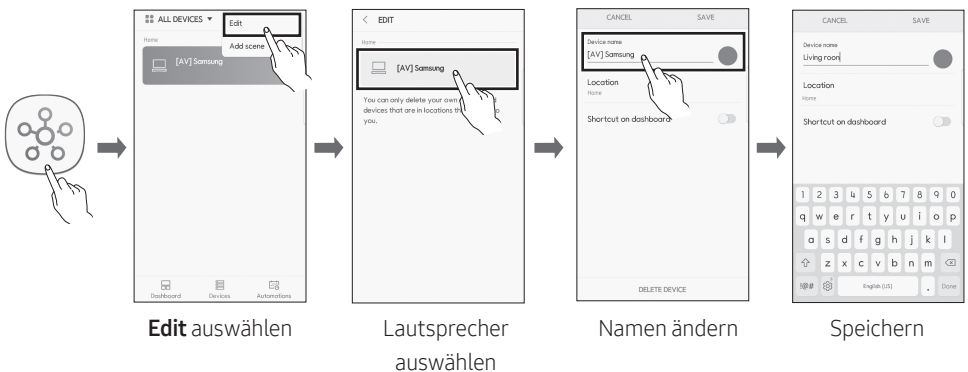 ALL DEVICES ▼
Edit
Add scene
Home
[AV] Samsung
Dashboard
Devices
Automations
Edit auswählen
< EDIT
Home
[AV] Samsung
You can only delete your own
devices that are in locations
you.
Lautsprecher
auswählen
CANCEL
SAVE
Device name
[AV] Samsung
Location
Home
Shortcut on dashboard
DELETE DEVICE
Namen ändern
CANCEL
SAVE
Device name
Living roon
Location
Home
Shortcut on dashboard
1 2 3 4 5 6 7 8 9 0
q w e r t y u i o p
a s d f g h j k l
z x c v b n m
!@# English (US) . Done
Speichern